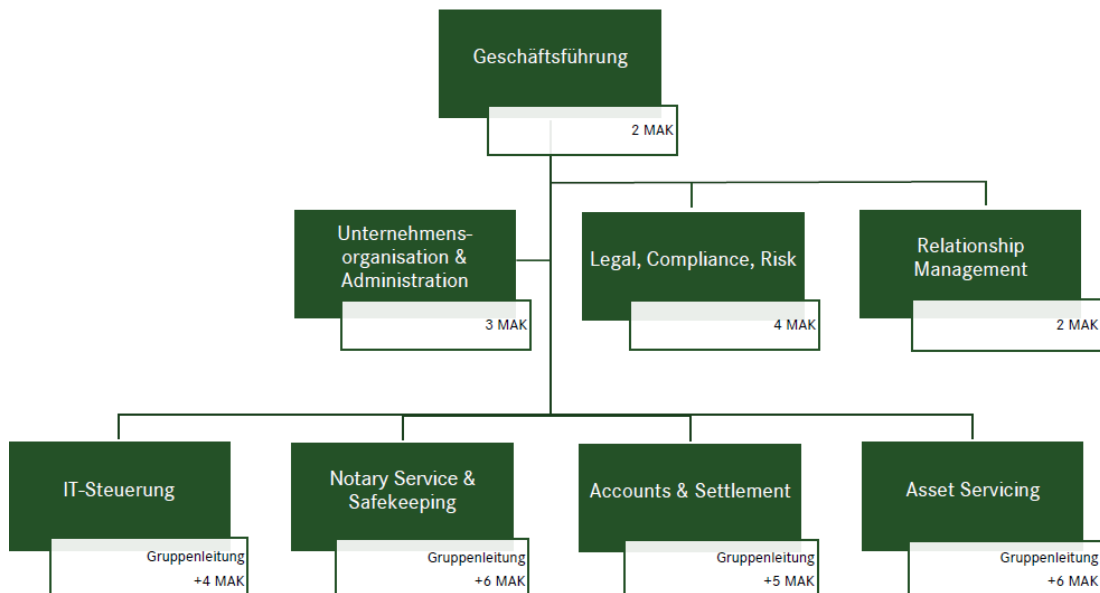 Geschäftsführung
2 MAK
Unternehmens-
organisation &
Administration
3 MAK
Legal, Compliance, Risk
4 MAK
Relationship
Management
2 MAK
IT-Steuerung
Gruppenleitung
+4 MAK
Notary Service &
Safekeeping
Gruppenleitung
+6 MAK
Accounts & Settlement
Gruppenleitung
+5 MAK
Asset Servicing
Gruppenleitung
+6 MAK